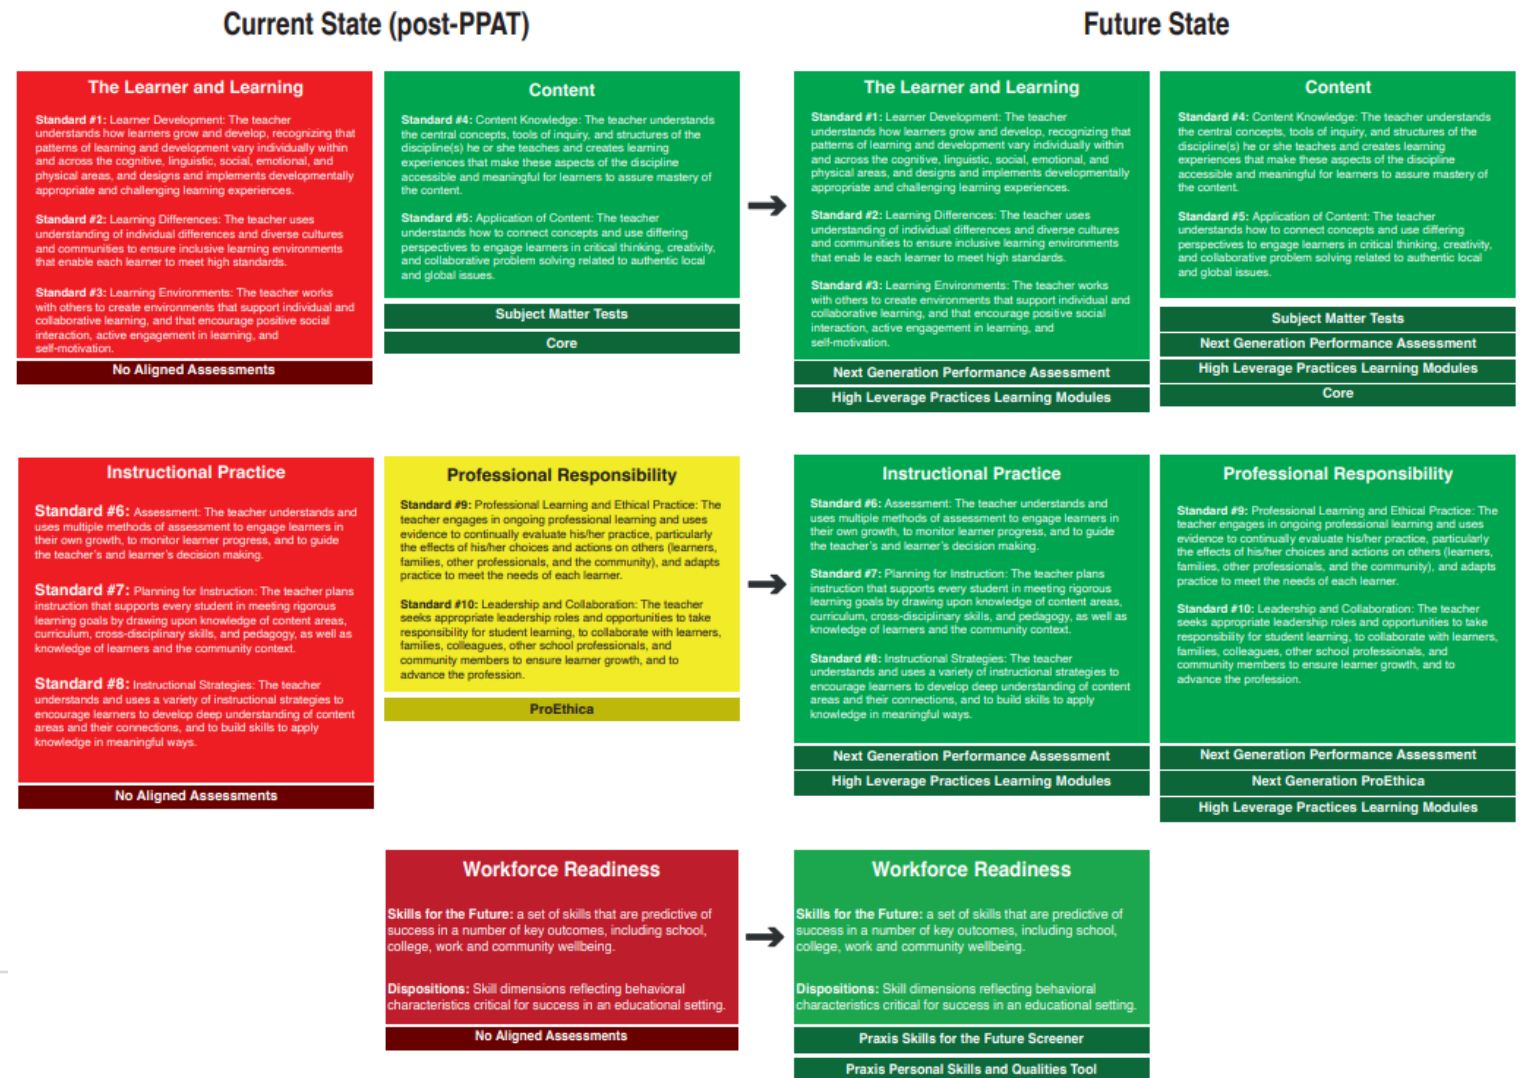 Current State (post-PPAT)
Future State
The Learner and Learning
Standard #1: Learner Development: The teacher
understands how learners grow and develop, recognizing that
patterns of learning and development vary individually within
and across the cognitive, linguistic, social, emotional, and
physical areas, and designs and implements developmentally
appropriate and challenging learning experiences.
Standard #2: Learning Differences: The teacher uses
understanding of individual differences and diverse cultures
and communities to ensure inclusive learning environments
that enable each learner to meet high standards.
Standard #3: Learning Environments: The teacher works
with others to create environments that support individual and
collaborative learning, and that encourage positive social
interaction, active engagement in learning, and
self-motivation.
No Aligned Assessments
Content
Standard #4: Content Knowledge: The teacher understands
the central concepts, tools of inquiry, and structures of the
discipline(s) he or she teaches and creates learning
experiences that make these aspects of the discipline
accessible and meaningful for learners to assure mastery of
the content.
Standard #5: Application of Content: The teacher
understands how to connect concepts and use differing
perspectives to engage learners in critical thinking, creativity,
and collaborative problem solving related to authentic local
and global issues.
Subject Matter Tests
Core
The Learner and Learning
Standard #1: Learner Development: The teacher
understands how learners grow and develop, recognizing that
patterns of learning and development vary individually within
and across the cognitive, linguistic, social, emotional, and
physical areas, and designs and implements developmentally
appropriate and challenging learning experiences.
Standard #2: Learning Differences: The teacher uses
understanding of individual differences and diverse cultures
and communities to ensure inclusive learning environments
that enab le each learner to meet high standards.
Standard #3: Learning Environments: The teacher works
with others to create environments that support individual and
collaborative learning, and that encourage positive social
interaction, active engagement in learning, and
self-motivation.
Next Generation Performance Assessment
High Leverage Practices Learning Modules
Content
Standard #4: Content Knowledge: The teacher understands
the central concepts, tools of inquiry, and structures of the
discipline(s) he or she teaches and creates learning
experiences that make these aspects of the discipline
accessible and meaningful for learners to assure mastery of
the content.
Standard #5: Application of Content: The teacher
understands how to connect concepts and use differing
perspectives to engage learners in critical thinking, creativity,
and collaborative problem solving related to authentic local
and global issues.
Subject Matter Tests
Next Generation Performance Assessment
High Leverage Practices Learning Modules
Core
Instructional Practice
Standard #6: Assessment: The teacher understands and
uses multiple methods of assessment to engage learners in
their own growth, to monitor learner progress, and to guide
the teacher's and learner's decision making.
Standard #7: Planning for Instruction: The teacher plans
instruction that supports every student in meeting rigorous
learning goals by drawing upon knowledge of content areas,
curriculum, cross-disciplinary skills, and pedagogy, as well as
knowledge of learners and the community context.
Standard #8: Instructional Strategies: The teacher
understands and uses a variety of instructional strategies to
encourage learners to develop deep understanding of content
areas and their connections, and to build skills to apply
knowledge in meaningful ways.
No Aligned Assessments
Professional Responsibility
Standard #9: Professional Learning and Ethical Practice: The
teacher engages in ongoing professional learning and uses
evidence to continually evaluate his/her practice, particularly
the effects of his/her choices and actions on others (learners,
families, other professionals, and the community), and adapts
practice to meet the needs of each learner.
Standard #10: Leadership and Collaboration: The teacher
seeks appropriate leadership roles and opportunities to take
responsibility for student learning, to collaborate with learners,
families, colleagues, other school professionals, and
community members to ensure learner growth, and to
advance the profession.
ProEthica
Instructional Practice
Standard #6: Assessment: The teacher understands and
uses multiple methods of assessment to engage learners in
their own growth, to monitor learner progress, and to guide
the teacher's and learner's decision making.
Standard #7: Planning for Instruction: The teacher plans
instruction that supports every student in meeting rigorous
learning goals by drawing upon knowledge of content areas,
curriculum, cross-disciplinary skills, and pedagogy, as well as
knowledge of learners and the community context.
Standard #8: Instructional Strategies: The teacher
understands and uses a variety of instructional strategies to
encourage learners to develop deep understanding of content
areas and their connections, and to build skills to apply
knowledge in meaningful ways.
Next Generation Performance Assessment
High Leverage Practices Learning Modules
Professional Responsibility
Standard #9: Professional Learning and Ethical Practice: The
teacher engages in ongoing professional learning and uses
evidence to continually evaluate his/her practice, particularly
the effects of his/her choices and actions on others (learners,
families, other professionals, and the community), and adapts
practice to meet the needs of each learner.
Standard #10: Leadership and Collaboration: The teacher
seeks appropriate leadership roles and opportunities to take
responsibility for student learning, to collaborate with learners,
families, colleagues, other school professionals, and
community members to ensure learner growth, and to
advance the profession.
Next Generation Performance Assessment
Next Generation ProEthica
High Leverage Practices Learning Modules
Workforce Readiness
Skills for the Future: a set of skills that are predictive of
success in a number of key outcomes, including school,
college, work and community wellbeing.
Dispositions: Skill dimensions reflecting behavioral
characteristics critical for success in an educational setting.
No Aligned Assessments
Workforce Readiness
Skills for the Future: a set of skills that are predictive of
success in a number of key outcomes, including school,
college, work and community wellbeing.
Dispositions: Skill dimensions reflecting behavioral
characteristics critical for success in an educational setting.
Praxis Skills for the Future Screener
Praxis Personal Skills and Qualities Tool